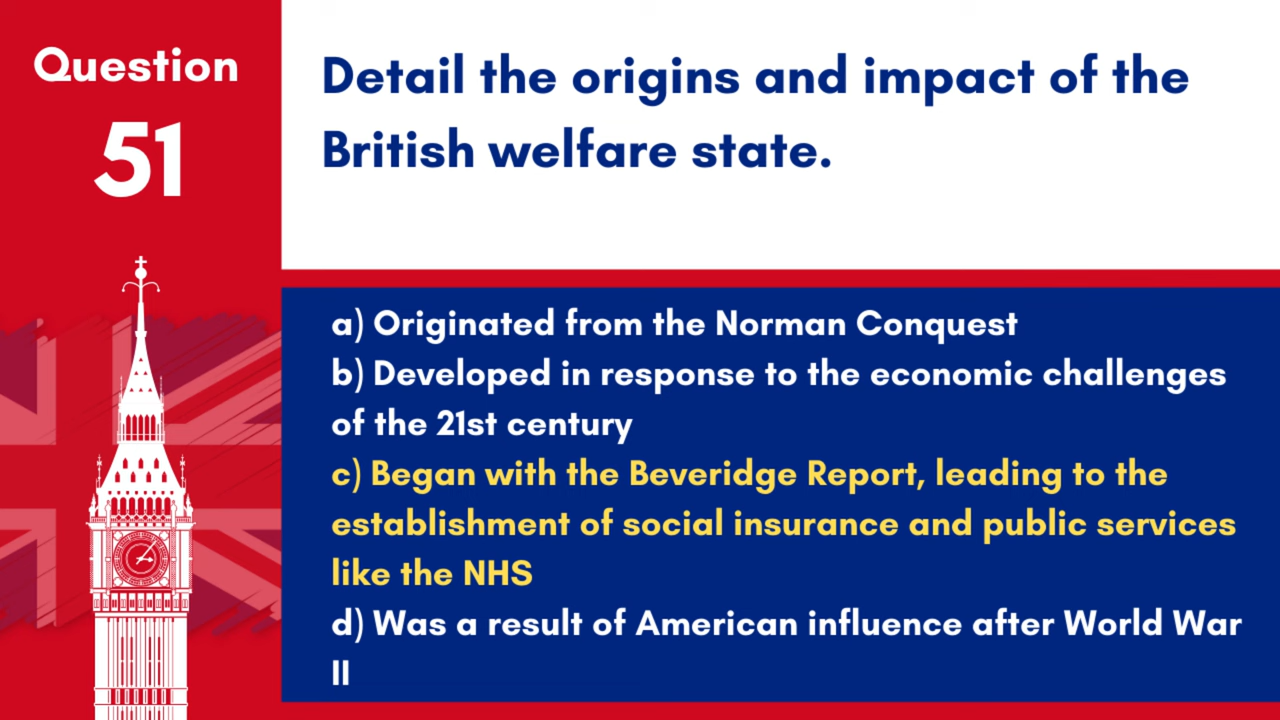 Question
51
Detail the origins and impact of the
British welfare state.
a) Originated from the Norman Conquest
b) Developed in response to the economic challenges
of the 21st century
c) Began with the Beveridge Report, leading to the
establishment of social insurance and public services
like the NHS
d) Was a result of American influence after World War
II